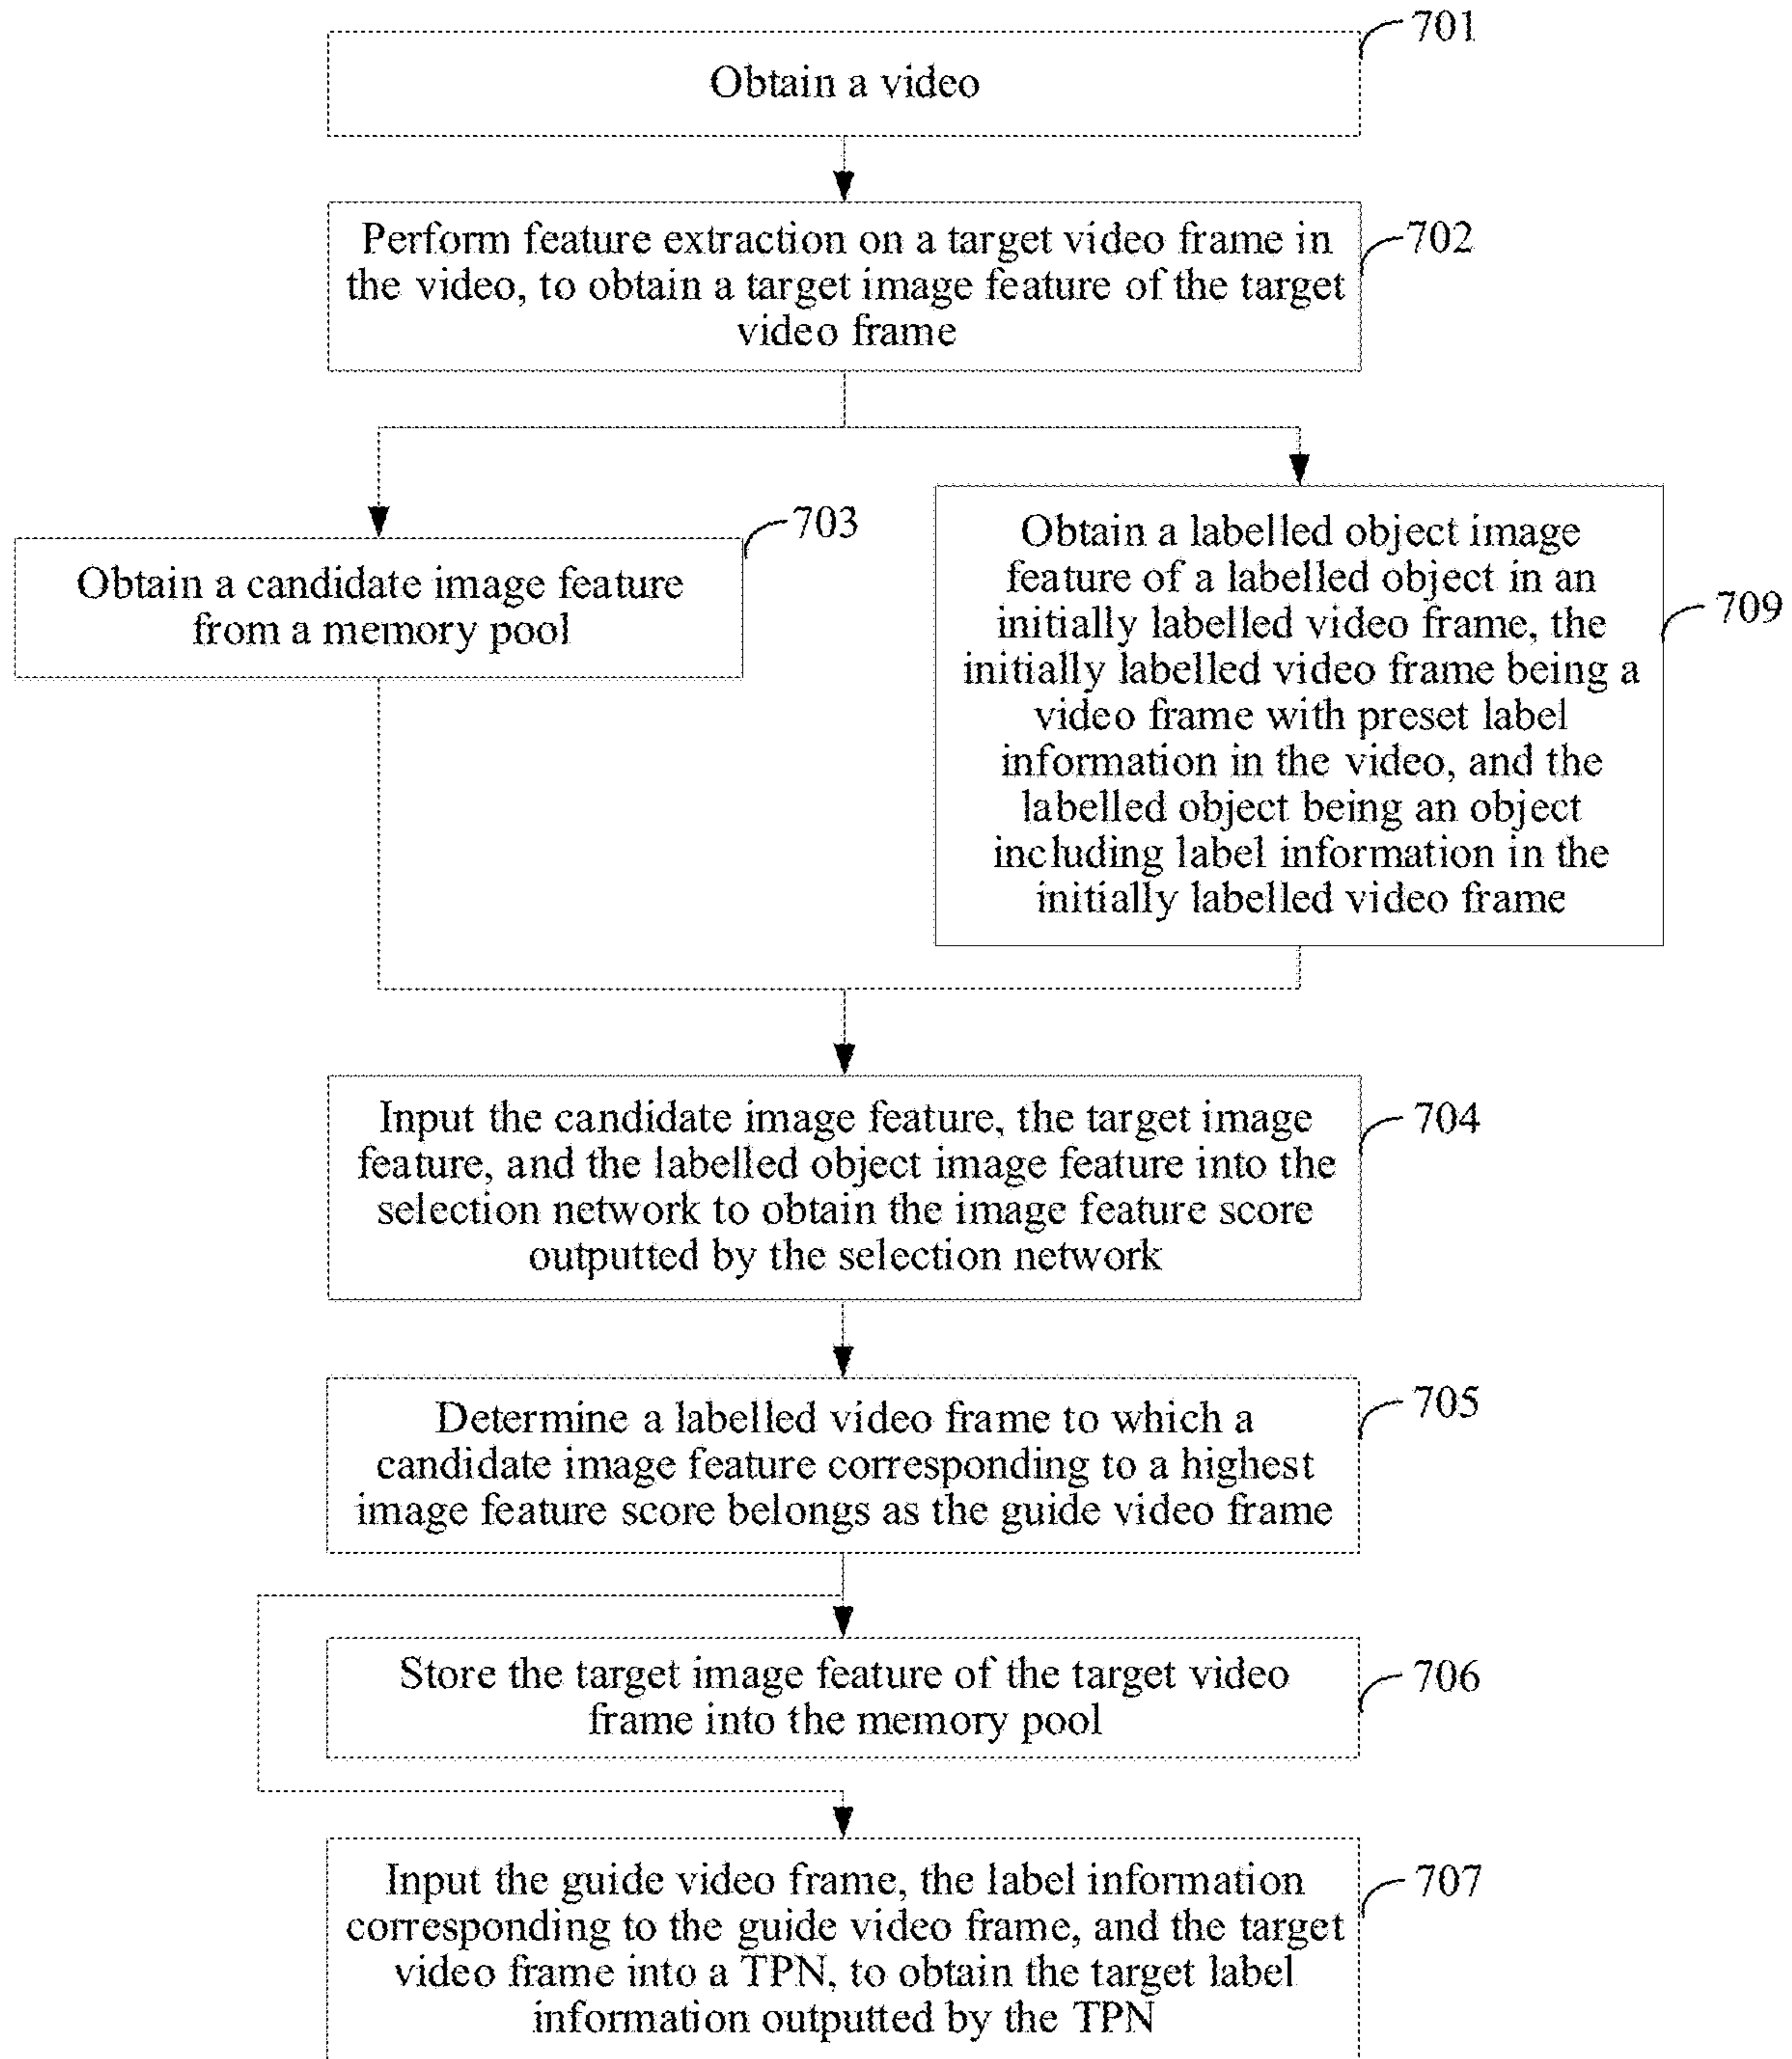 701
Obtain a video
Perform feature extraction on a target video frame in
the video, to obtain a target image feature of the target
video frame
702
703
Obtain a candidate image feature
from a memory pool
Obtain a labelled object image
feature of a labelled object in an
initially labelled video frame, the
initially labelled video frame being a
video frame with preset label
information in the video, and the
labelled object being an object
including label information in the
initially labelled video frame
709
Input the candidate image feature, the target image
feature, and the labelled object image feature into the
selection network to obtain the image feature score
outputted by the selection network
704
Determine a labelled video frame to which a
candidate image feature corresponding to a highest
image feature score belongs as the guide video frame
705
Store the target image feature of the target video
frame into the memory pool
706
Input the guide video frame, the label information
corresponding to the guide video frame, and the target
video frame into a TPN, to obtain the target label
information outputted by the TPN
707